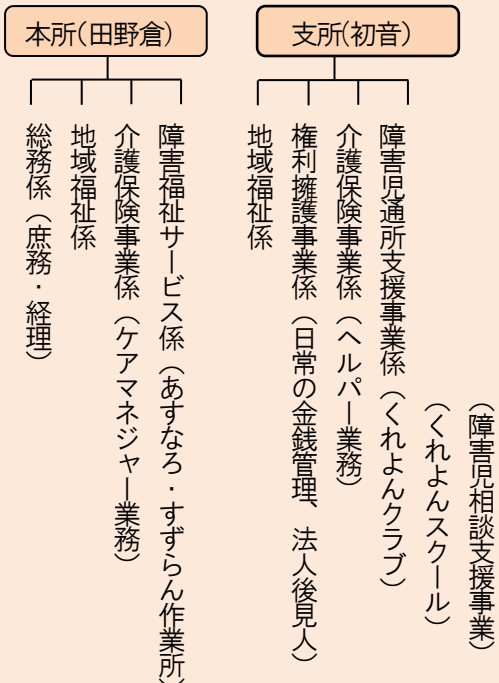 本所(田野倉)
総務係(庶務・経理)
地域福祉係
介護保険事業係(ケアマネジャー業務)
障害福祉サービス係(あすなろ・すずらん作業所)
支所(初音)
地域福祉係
権利擁護事業係(日常の金銭管理、法人後見人)
介護保険事業係(ヘルパー業務)
障害児通所支援事業係(くれよんクラブ)
(くれよんスクール)
(障害児相談支援事業)